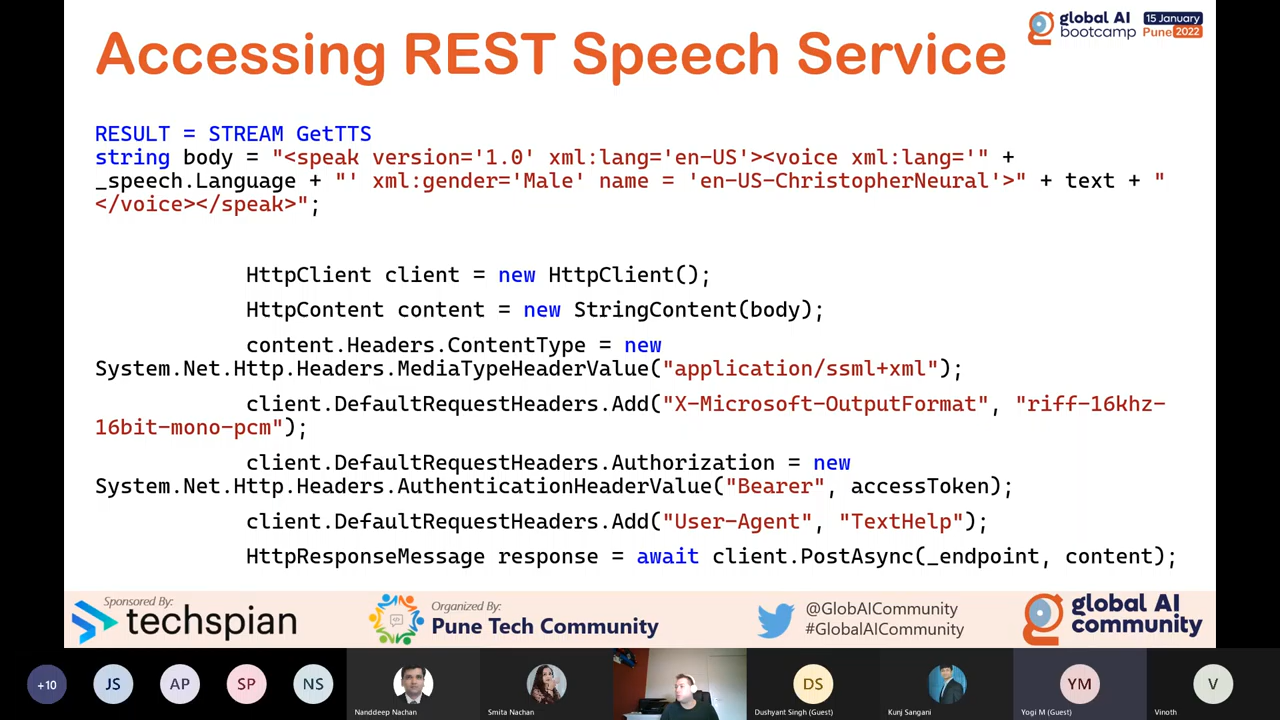 Accessing REST Speech Service
global AI
bootcamp
15 January
Pune 2022
RESULT = STREAM GetTTS
string body = "<speak version='1.0' xml:lang='en-US'><voice xml:lang='" +
_speech.Language + "' xml:gender='Male' name = 'en-US-ChristopherNeural'>" + text + "
</voice></speak>";
HttpClient client = new HttpClient();
HttpContent content = new StringContent(body);
content.Headers.ContentType = new
System.Net.Http.Headers.MediaTypeHeaderValue("application/ssml+xml");
client.DefaultRequestHeaders.Add("X-Microsoft-OutputFormat", "riff-16khz-
16bit-mono-pcm");
client.DefaultRequestHeaders.Authorization = new
System.Net.Http.Headers.AuthenticationHeaderValue("Bearer", accessToken);
client.DefaultRequestHeaders.Add("User-Agent", "TextHelp");
HttpResponseMessage response = await client.PostAsync(_endpoint, content);
Sponsored By:
techspian
Organized By:
Pune Tech Community
@GlobAICommunity
#GlobalAICommunity
global AI
community
+10
JS
AP
SP
NS
Nanddeep Nachan
Smita Nachan
DS
Dushyant Singh (Guest)
Kunj Sangani
YM
Yogi M (Guest)
V
Vinoth